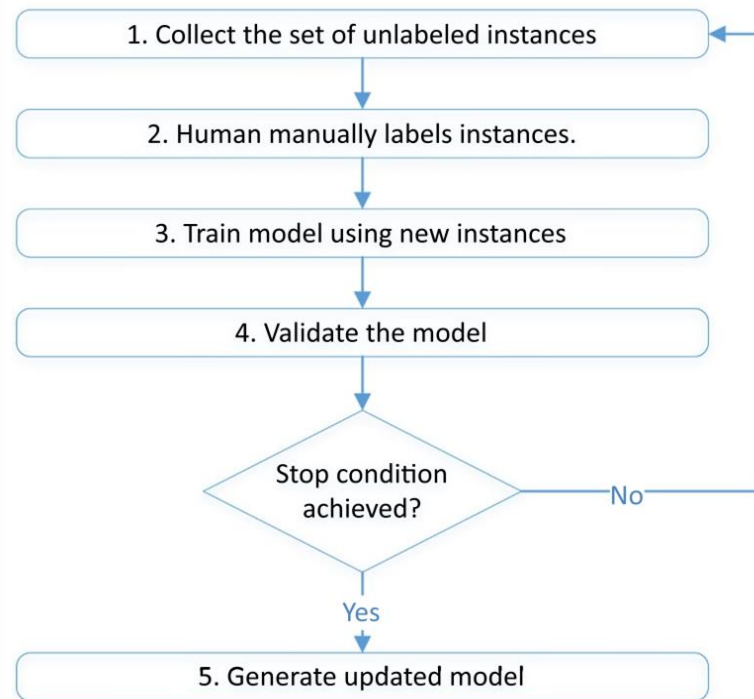 1. Collect the set of unlabeled instances
2. Human manually labels instances.
3. Train model using new instances
4. Validate the model
Stop condition
achieved?
No
Yes
5. Generate updated model